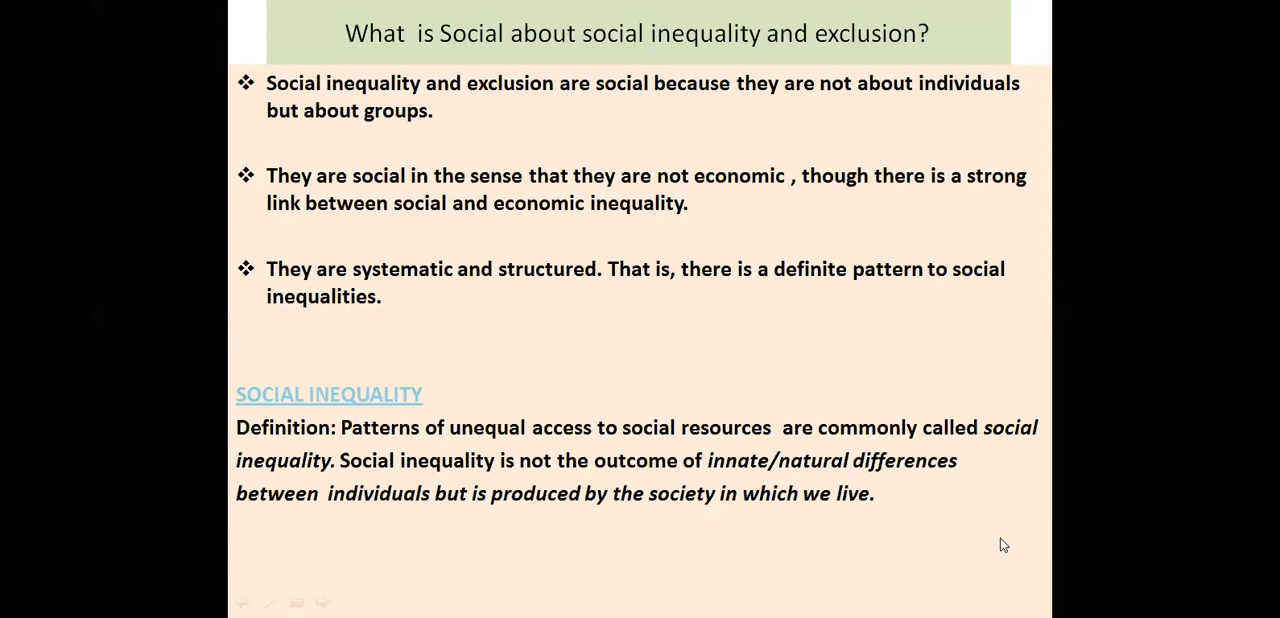 What is Social about social inequality and exclusion?
❖ Social inequality and exclusion are social because they are not about individuals
but about groups.
❖ They are social in the sense that they are not economic , though there is a strong
link between social and economic inequality.
❖ They are systematic and structured. That is, there is a definite pattern to social
inequalities.
SOCIAL INEQUALITY
Definition: Patterns of unequal access to social resources are commonly called social
inequality. Social inequality is not the outcome of innate/natural differences
between individuals but is produced by the society in which we live.